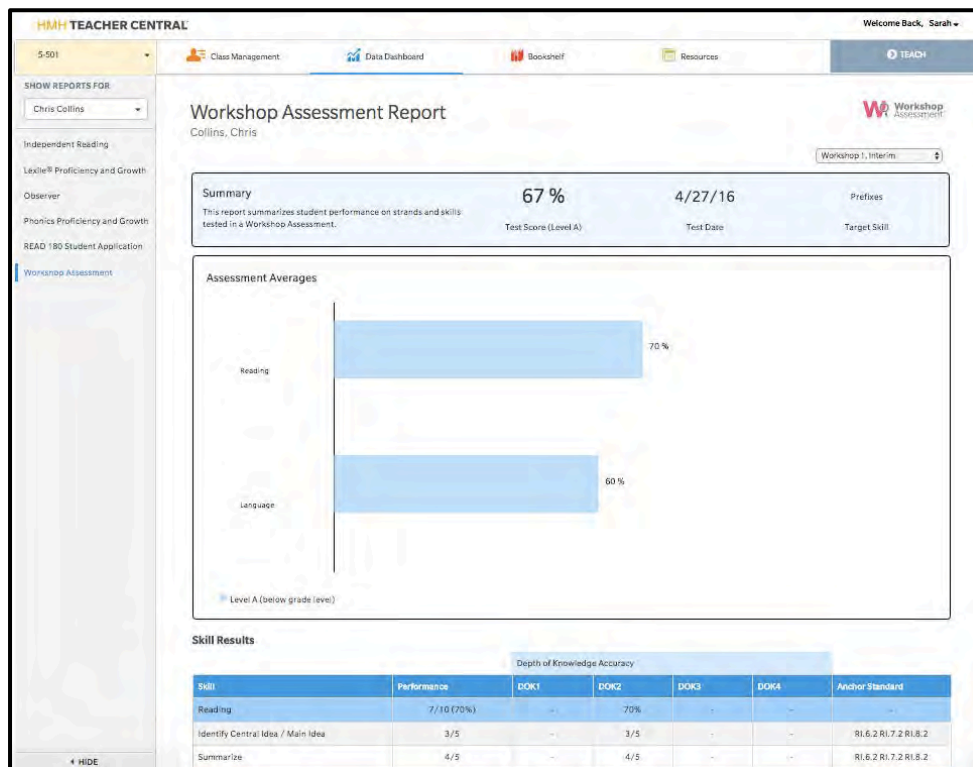 HMH TEACHER CENTRAL
Welcome Back, Sarah
5-501
Class Management
Data Dashboard
Bookshelf
Resources
TEACH
SHOW REPORTS FOR
Chris Collins
Independent Reading
Lexile® Proficiency and Growth
Observer
Phonics Proficiency and Growth
READ 180 Student Application
Workshop Assessment
HIDE
Workshop Assessment Report
Collins, Chris
Workshop
Assessment
Workshop 1, Interim
Summary
This report summarizes student performance on strands and skills
tested in a Workshop Assessment.
67 %
Test Score (Level A)
4/27/16
Test Date
Prefixes
Target Skill
Assessment Averages
Reading
70 %
Language
60 %
Level A (below grade level)
Skill Results
Depth of Knowledge Accuracy
Skill Performance DOK1 DOK2 DOK3 DOK4 Anchor Standard
Reading 7/10 (70%) - 70% - - -
Identify Central Idea / Main Idea 3/5 - 3/5 - - RI.6.2 RI.7.2 RI.8.2
Summarize 4/5 - 4/5 - - RI.6.2 RI.7.2 RI.8.2